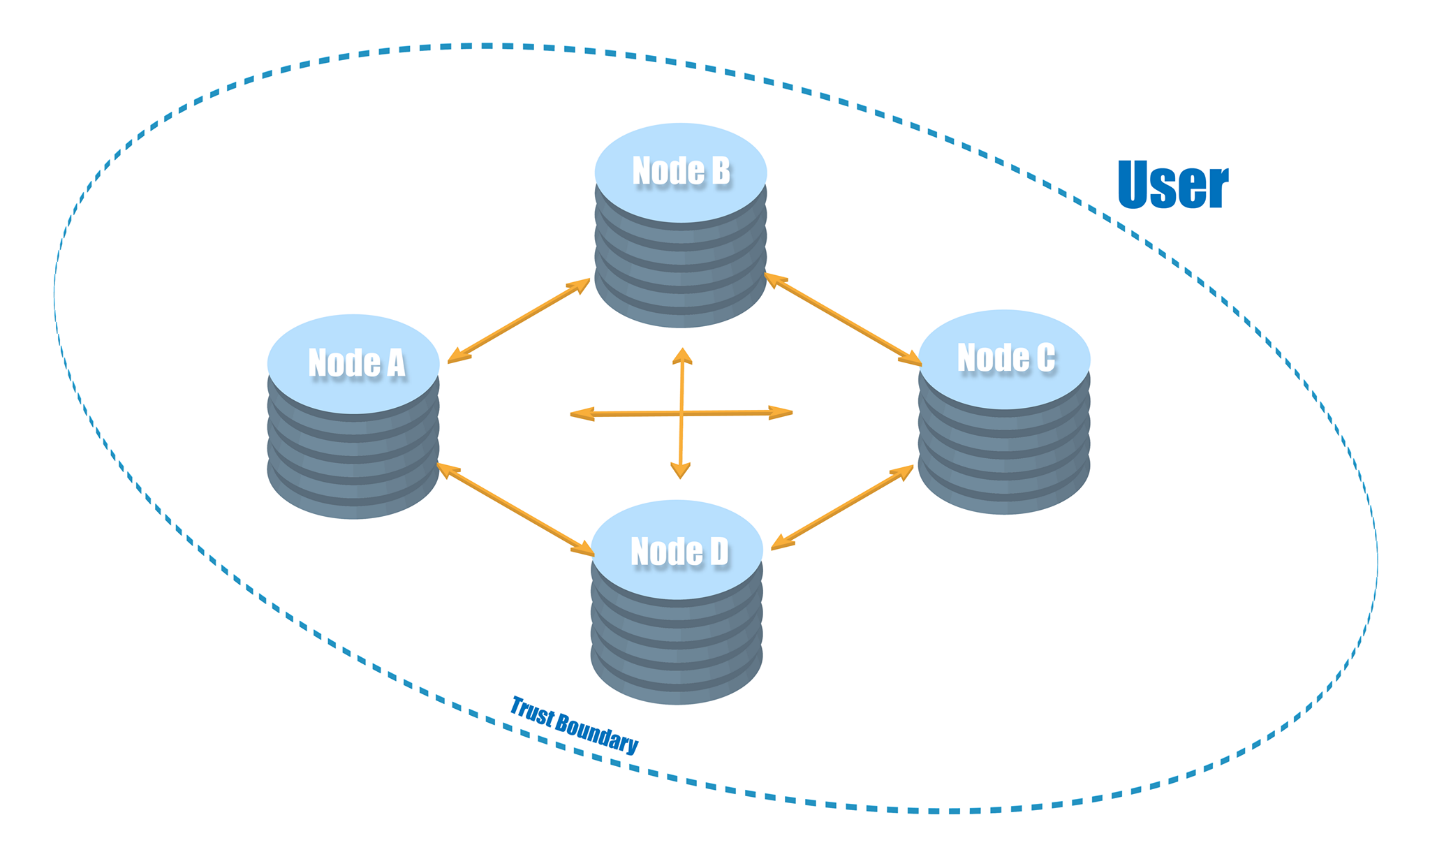 Node B
User
Node A
Node C
Node D
Trust Boundary